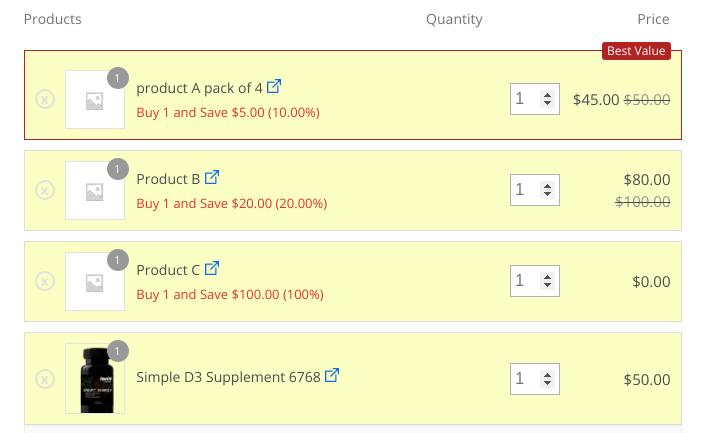 Products Quantity Price
Best Value
1
product A pack of 4
Buy 1 and Save $5.00 (10.00%)
1
$45.00 $50.00
x
1
Product B
Buy 1 and Save $20.00 (20.00%)
1
$80.00
$100.00
x
1
Product C
Buy 1 and Save $100.00 (100%)
1
$0.00
x
1
Simple D3 Supplement 6768
1
$50.00
x